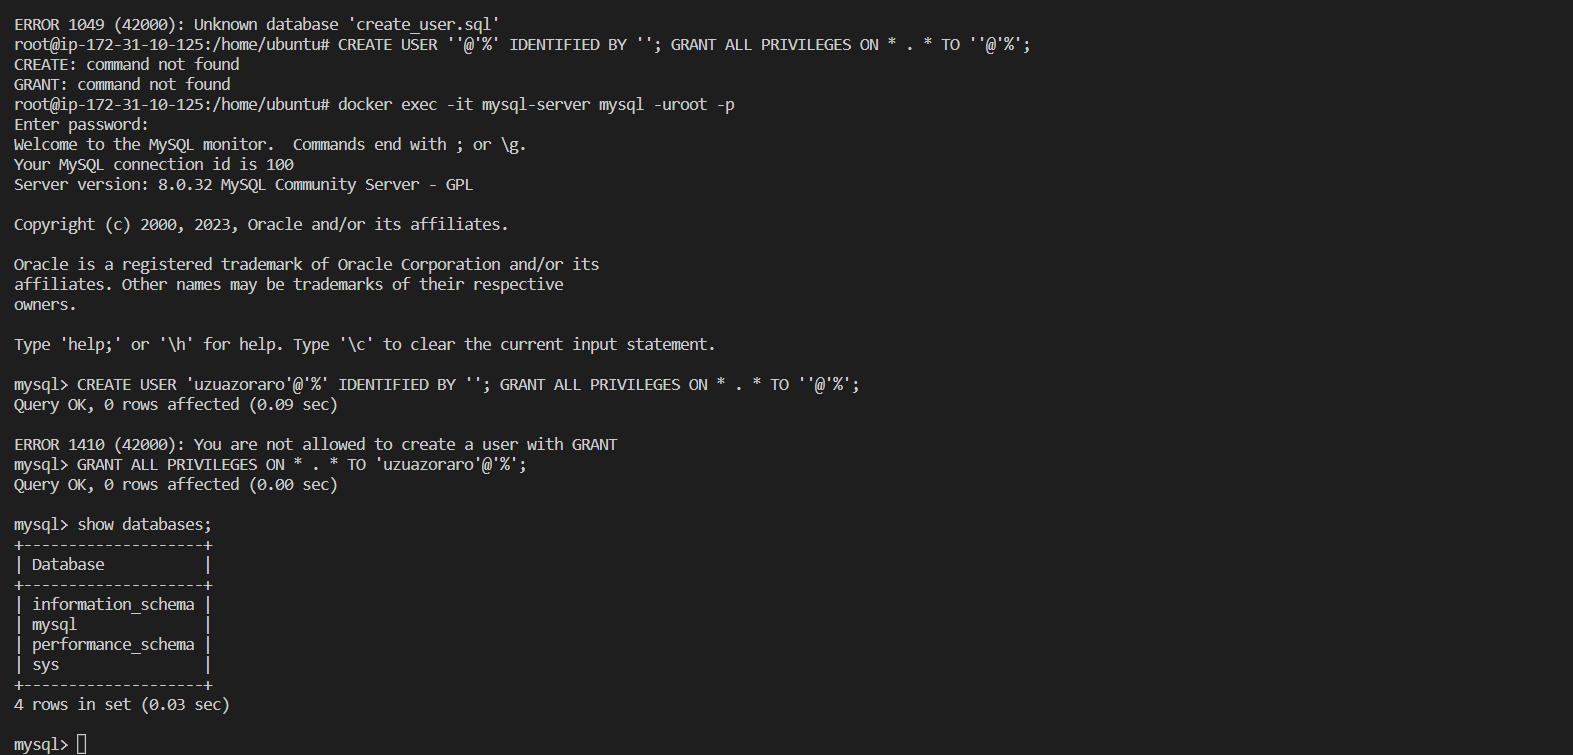 ERROR 1049 (42000): Unknown database 'create_user.sql'
root@ip-172-31-10-125:/home/ubuntu# CREATE USER ''@'%' IDENTIFIED BY ''; GRANT ALL PRIVILEGES ON * . * TO ''@'%';
CREATE: command not found
GRANT: command not found
root@ip-172-31-10-125:/home/ubuntu# docker exec -it mysql-server mysql -uroot -p
Enter password:
Welcome to the MySQL monitor.  Commands end with ; or \g.
Your MySQL connection id is 100
Server version: 8.0.32 MySQL Community Server - GPL

Copyright (c) 2000, 2023, Oracle and/or its affiliates.

Oracle is a registered trademark of Oracle Corporation and/or its
affiliates. Other names may be trademarks of their respective
owners.

Type 'help;' or '\h' for help. Type '\c' to clear the current input statement.

mysql> CREATE USER 'uzuazoraro'@'%' IDENTIFIED BY ''; GRANT ALL PRIVILEGES ON * . * TO ''@'%';
Query OK, 0 rows affected (0.09 sec)

ERROR 1410 (42000): You are not allowed to create a user with GRANT
mysql> GRANT ALL PRIVILEGES ON * . * TO 'uzuazoraro'@'%';
Query OK, 0 rows affected (0.00 sec)

mysql> show databases;
+--------------------+
| Database           |
+--------------------+
| information_schema |
| mysql              |
| performance_schema |
| sys                |
+--------------------+
4 rows in set (0.03 sec)

mysql>